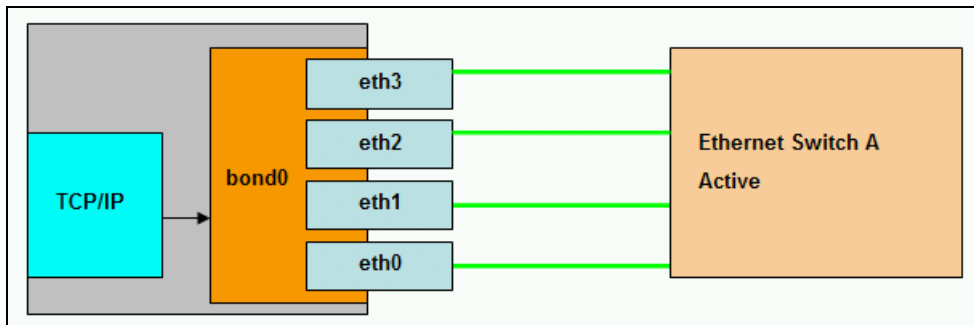 eth3
eth2
eth1
eth0
bond0
TCP/IP
Ethernet Switch A
Active